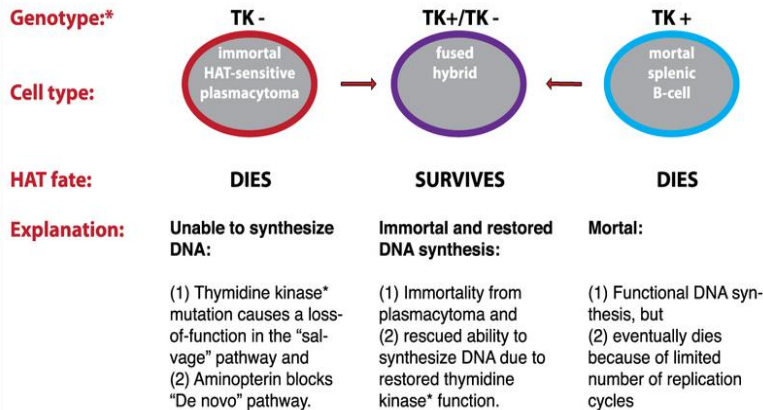 Genotype:* TK - TK+/TK - TK +
Cell type:
immortal
HAT-sensitive
plasmacytoma
fused
hybrid
mortal
splenic
B-cell
HAT fate: DIES SURVIVES DIES
Explanation:
Unable to synthesize
DNA:
(1) Thymidine kinase*
mutation causes a loss-
of-function in the “sal-
vage” pathway and
(2) Aminopterin blocks
“De novo” pathway.
Immortal and restored
DNA synthesis:
(1) Immortality from
plasmacytoma and
(2) rescued ability to
synthesize DNA due to
restored thymidine
kinase* function.
Mortal:
(1) Functional DNA syn-
thesis, but
(2) eventually dies
because of limited
number of replication
cycles